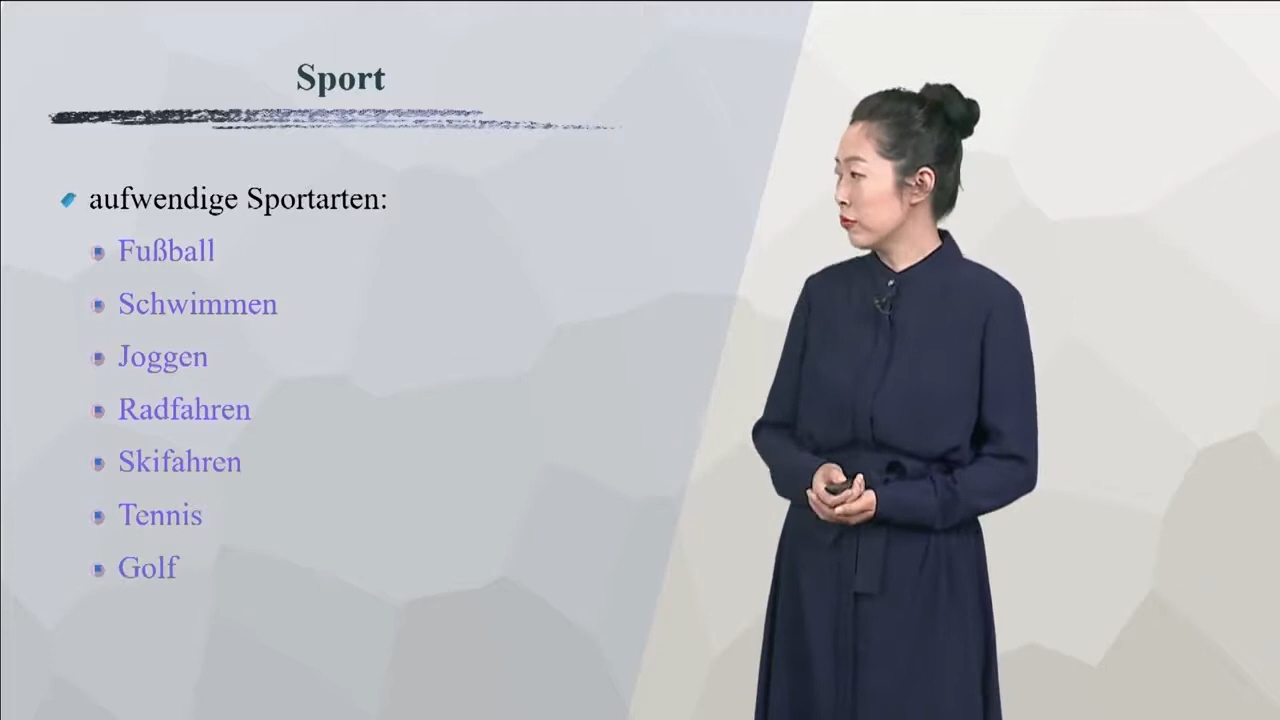 Sport
aufwendige Sportarten:
Fußball
Schwimmen
Joggen
Radfahren
Skifahren
Tennis
Golf